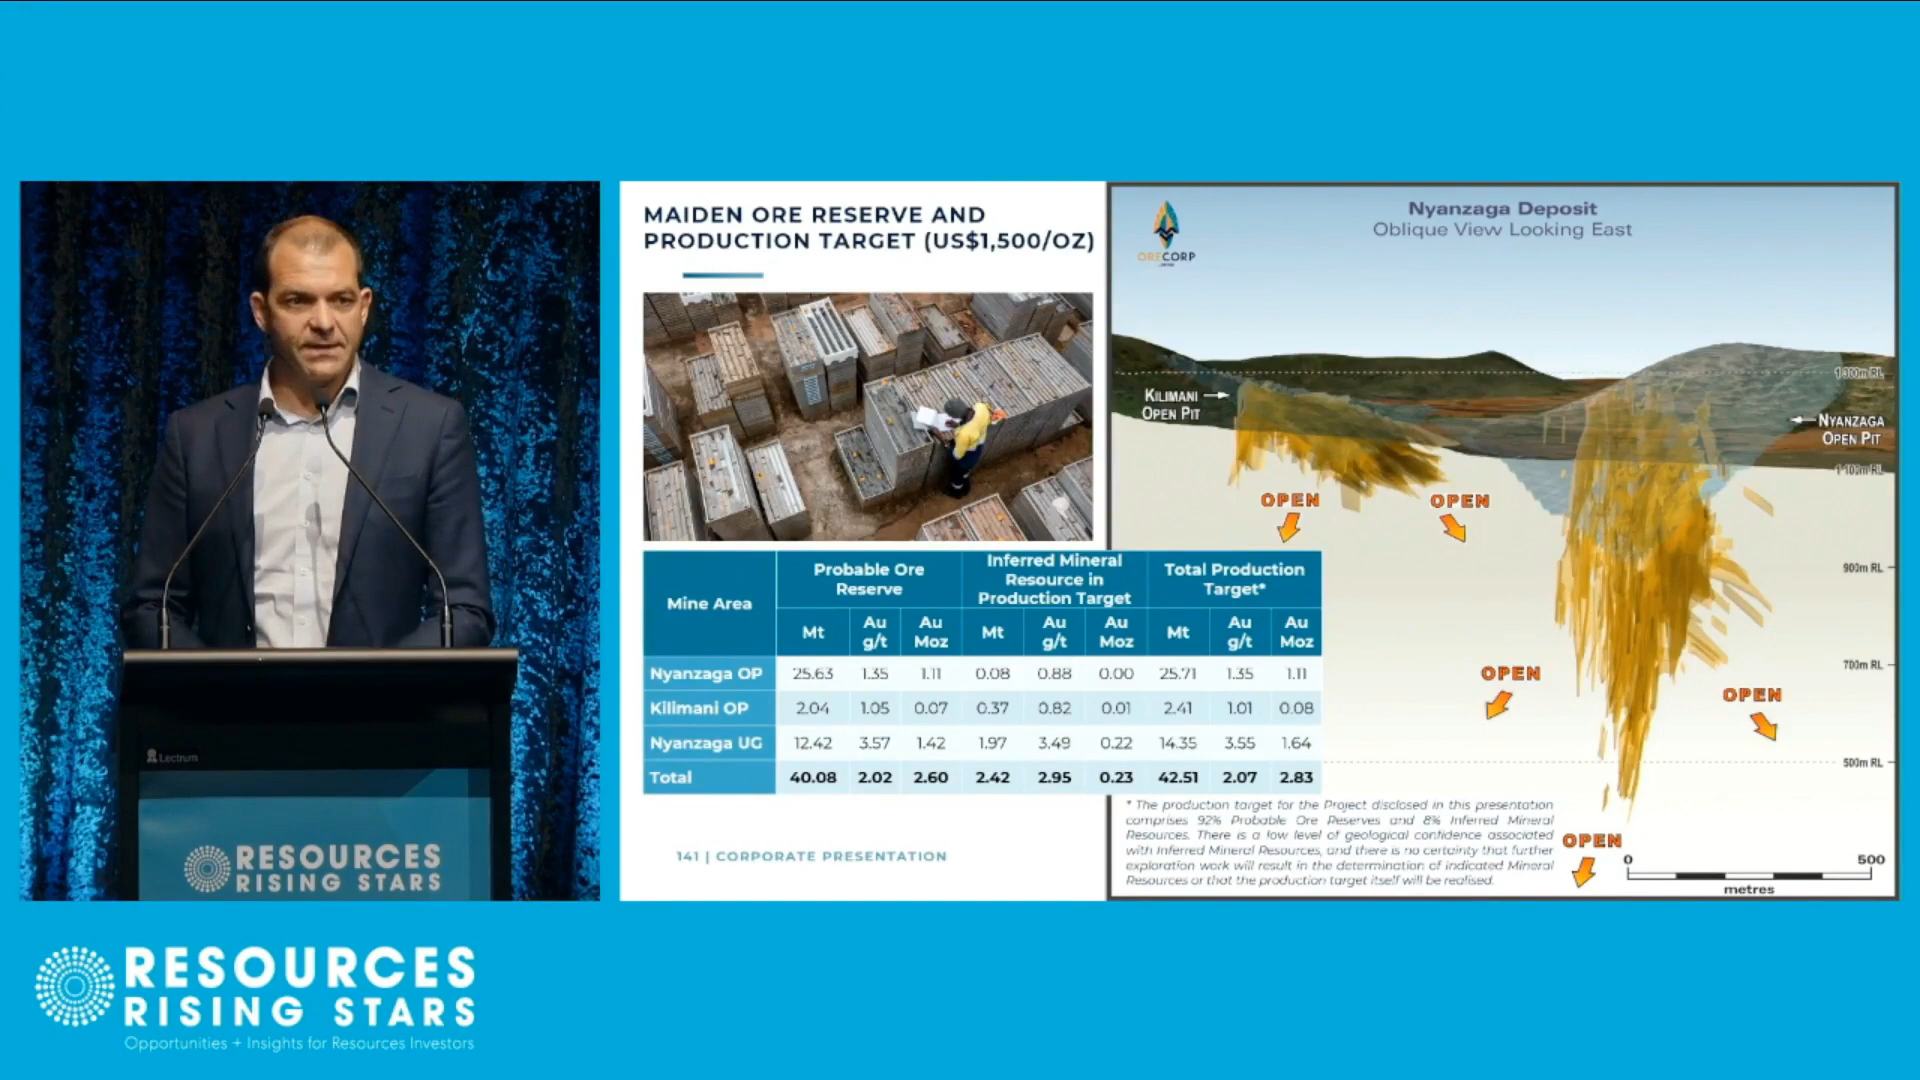 MAIDEN ORE RESERVE AND
PRODUCTION TARGET (US$1,500/OZ)
ORECORP
Nyanzaga Deposit
Oblique View Looking East
1 300m RL
KILIMANI
OPEN PIT
NYANZAGA
OPEN PIT
1 100m RL
OPEN
OPEN
900m RL
700m RL
OPEN
OPEN
500m RL
OPEN
0 500
metres
Mine Area
Probable Ore
Reserve
Inferred Mineral
Resource in
Production Target
Total Production
Target*
Mt Au g/t Au Moz Mt Au g/t Au Moz Mt Au g/t Au Moz
Nyanzaga OP 25.63 1.35 1.11 0.08 0.88 0.00 25.71 1.35 1.11
Kilimani OP 2.04 1.05 0.07 0.37 0.82 0.01 2.41 1.01 0.08
Nyanzaga UG 12.42 3.57 1.42 1.97 3.49 0.22 14.35 3.55 1.64
Total 40.08 2.02 2.60 2.42 2.95 0.23 42.51 2.07 2.83
* The production target for the Project disclosed in this presentation
comprises 92% Probable Ore Reserves and 8% Inferred Mineral
Resources. There is a low level of geological confidence associated
with Inferred Mineral Resources, and there is no certainty that further
exploration work will result in the determination of Indicated Mineral
Resources or that the production target itself will be realised.
141 | CORPORATE PRESENTATION
Lectrum
RESOURCES
RISING STARS
RESOURCES
RISING STARS
Opportunities + Insights for Resources Investors